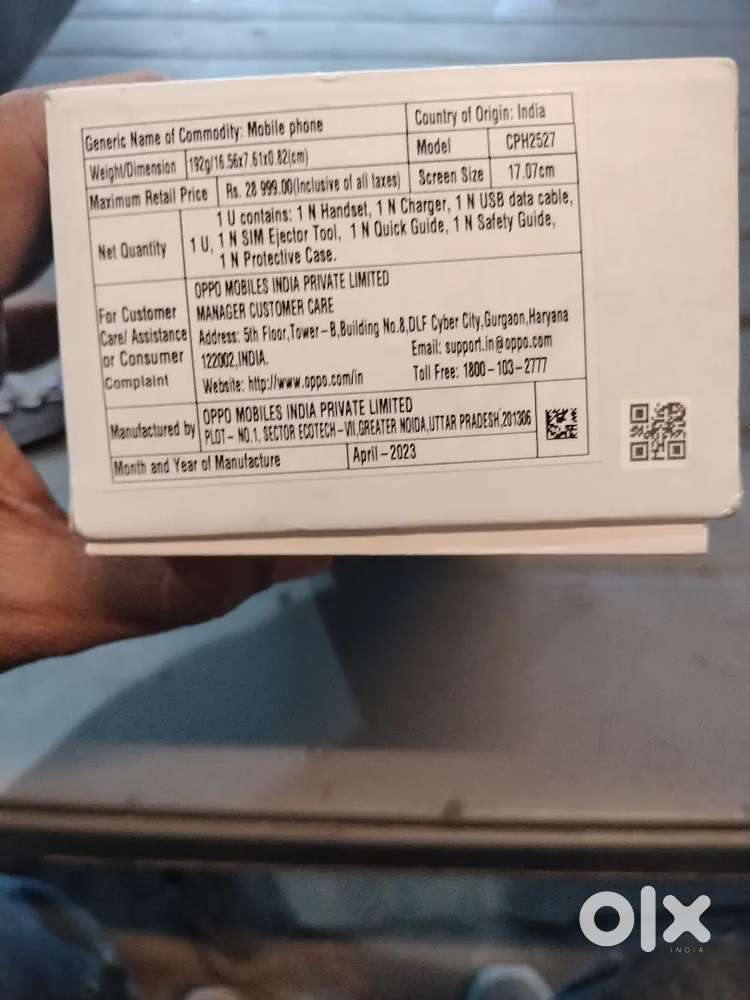 Generic Name of Commodity: Mobile phone
Country of Origin: India
Weight/Dimension
192g/16.56x7.61x0.82(cm)
Model
CPH2527
Maximum Retail Price
Rs. 28 999.00(Inclusive of all taxes)
Screen Size
17.07cm
Net Quantity
1 U contains: 1 N Handset, 1 N Charger, 1 N USB data cable,
1 U, 1 N SIM Ejector Tool, 1 N Quick Guide, 1 N Safety Guide,
1 N Protective Case.
For Customer
Care/ Assistance
or Consumer
Complaint
OPPO MOBILES INDIA PRIVATE LIMITED
MANAGER CUSTOMER CARE
Address: 5th Floor,Tower-B,Building No.8,DLF Cyber City,Gurgaon,Haryana
122002,INDIA.
Email: support.in@oppo.com
Website: http://www.oppo.com/in
Toll Free: 1800-103-2777
Manufactured by
OPPO MOBILES INDIA PRIVATE LIMITED
PLOT- NO.1, SECTOR ECOTECH-VII,GREATER NOIDA,UTTAR PRADESH,201306
Month and Year of Manufacture
April-2023
olx
INDIA